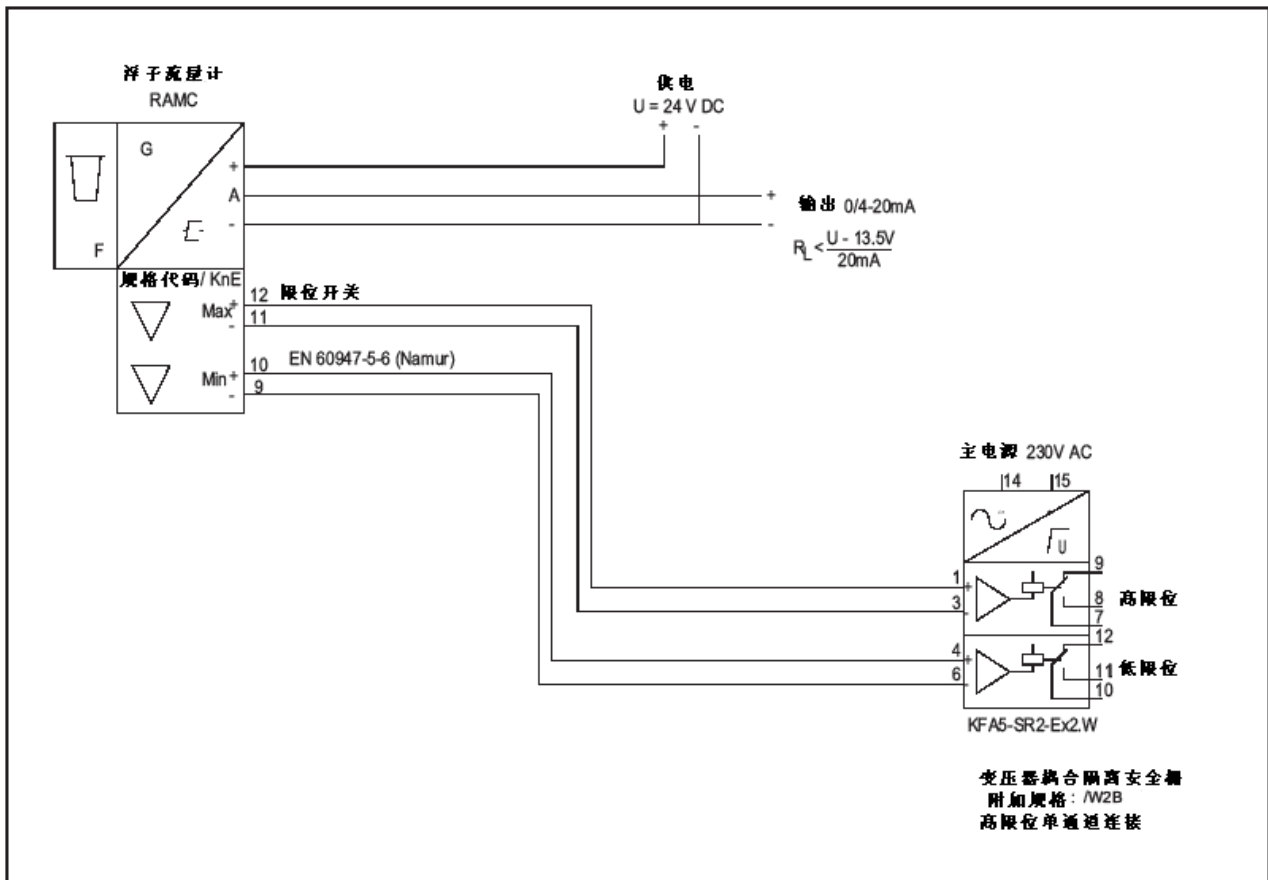 浮子流量计
RAMC
供电
U = 24 V DC
+ -
G
+
A
-
F
+ 输出 0/4-20mA
-
R_L < U - 13.5V
20mA
规格代码/ KnE
12 限位开关
Max +
- 11
10 EN 60947-5-6 (Namur)
Min +
- 9
主电源 230V AC
14 15
U
1 + 9
3 - 8 高限位
7
12
4 + 11 低限位
6 - 10
KFA5-SR2-Ex2.W
变压器耦合隔离安全栅
附加规格: /W2B
高限位单通道连接